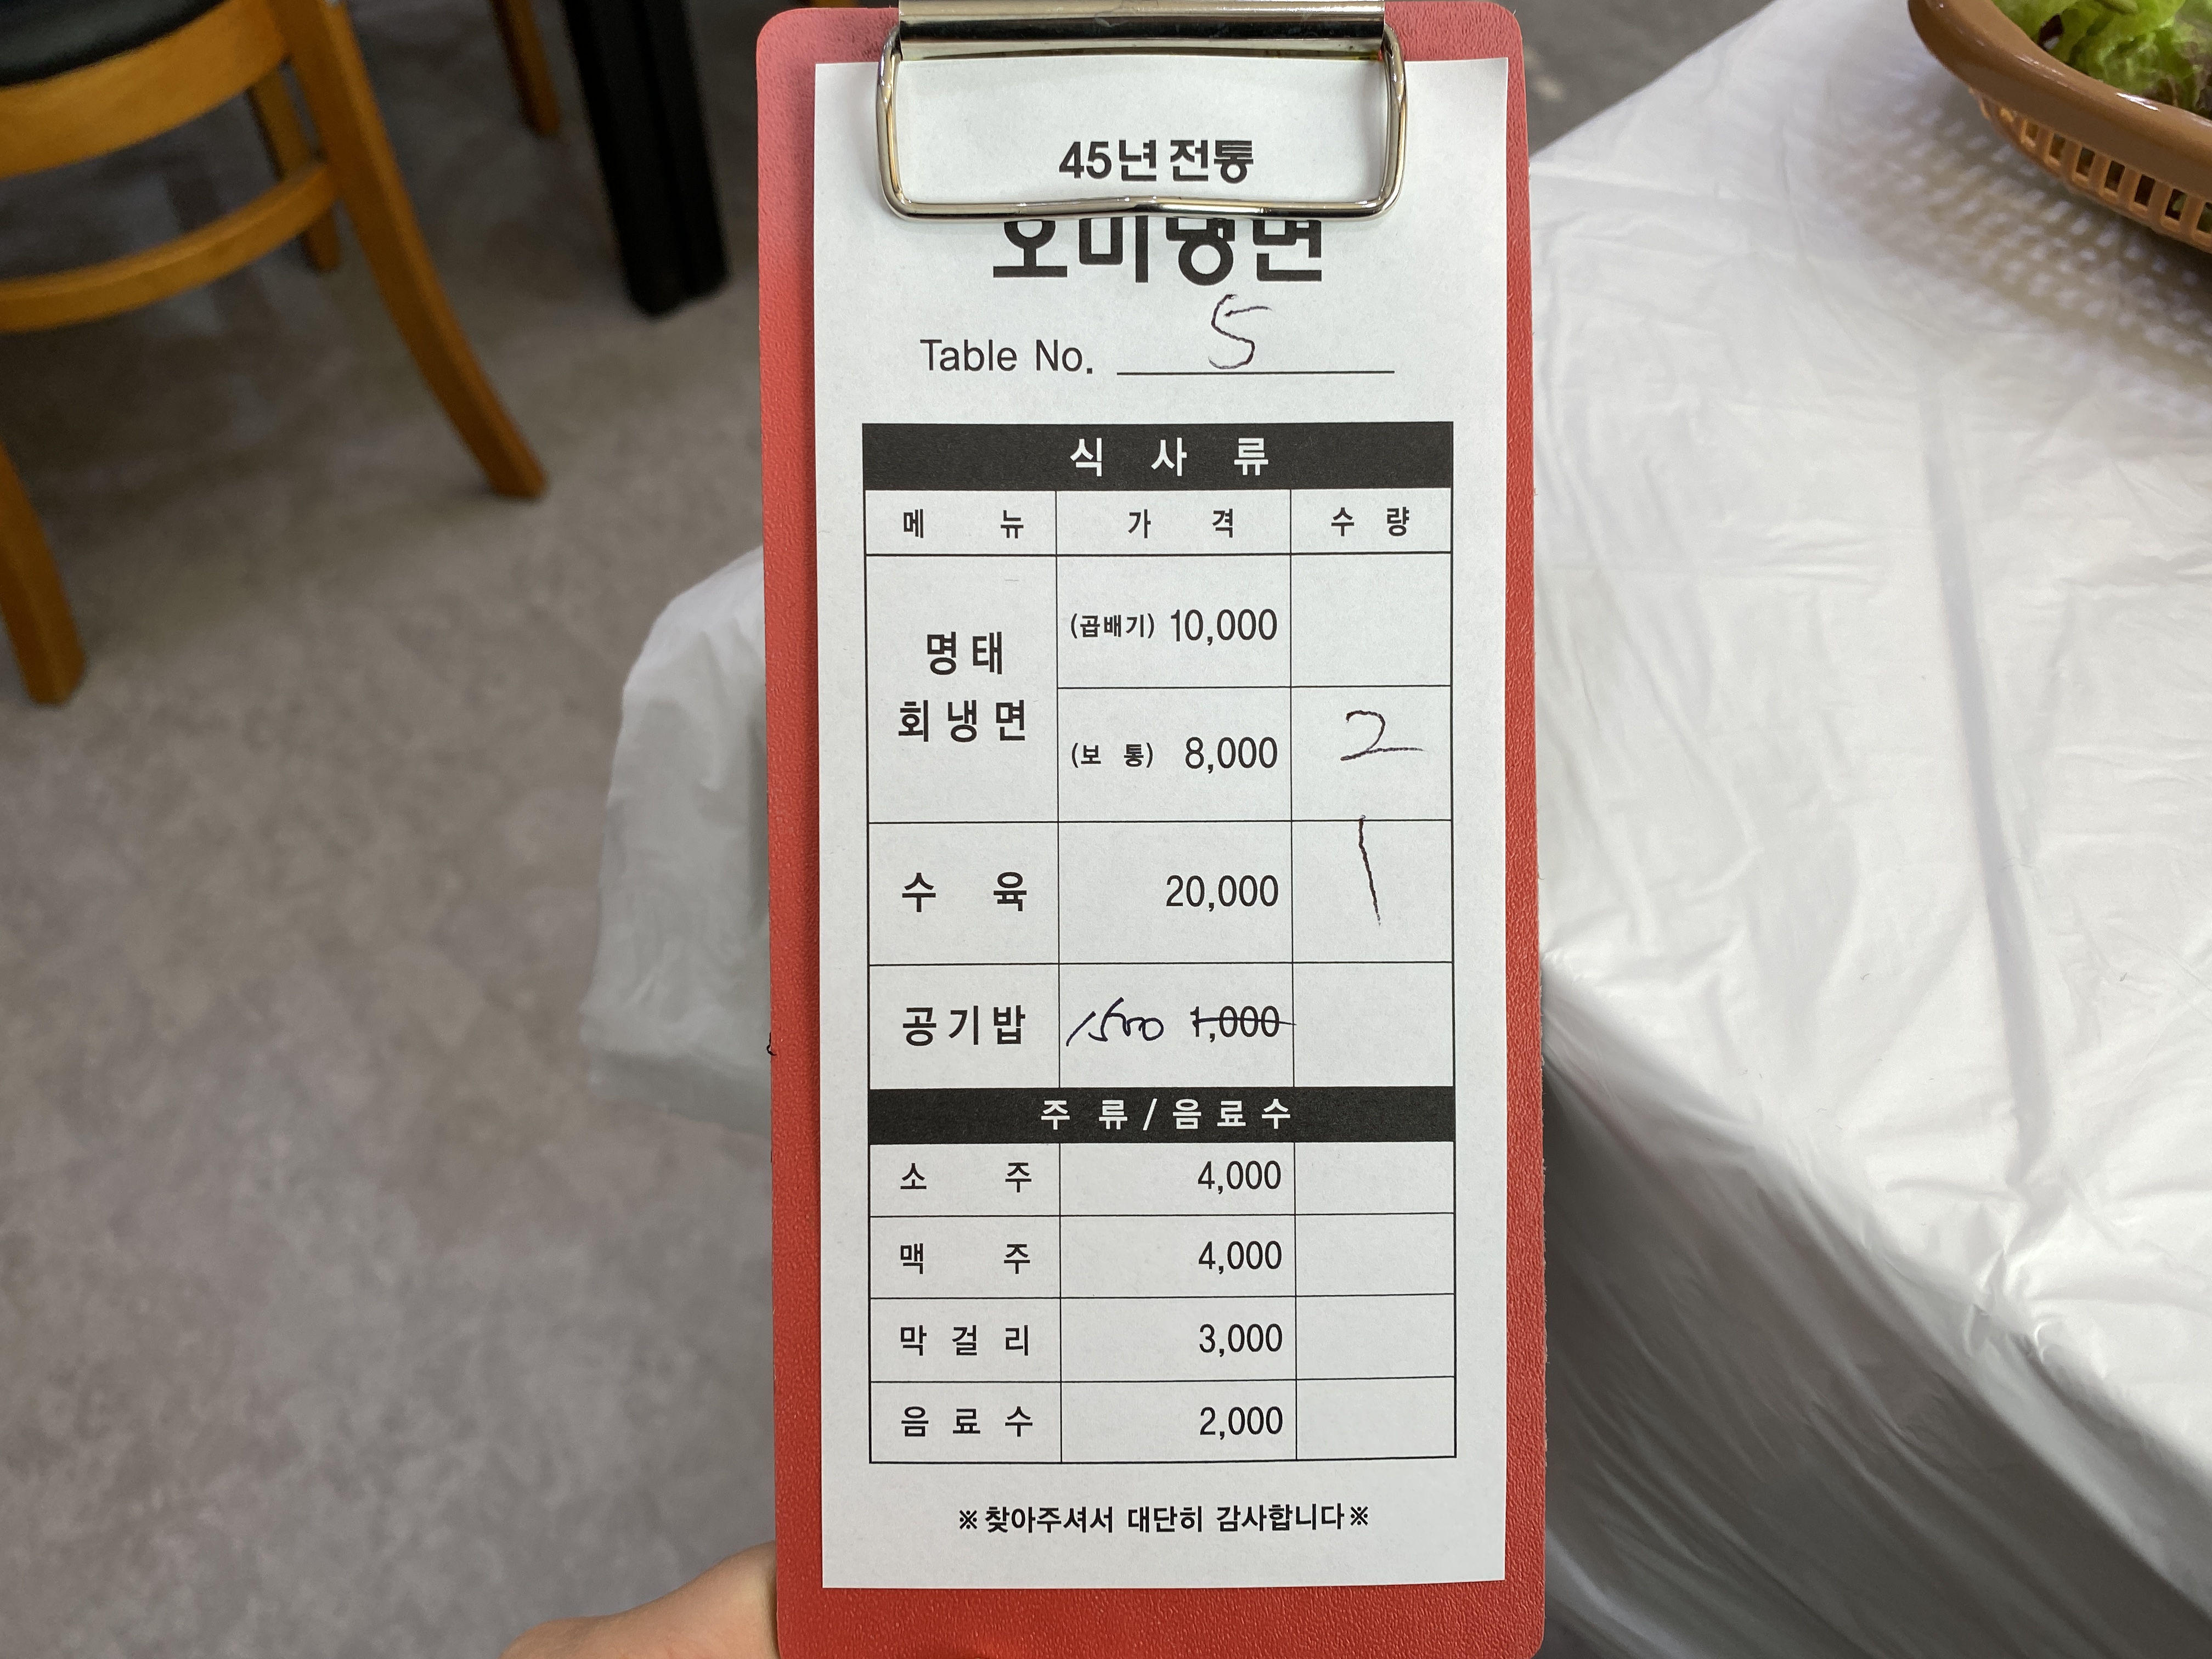 45년전통
오미냉면
Table No. 5
식 사 류
메 뉴 가 격 수 량
명태 회냉면 (곱배기) 10,000
(보 통) 8,000 2
수 육 20,000 1
공기밥 1500 1,000
주 류 / 음 료 수
소 주 4,000
맥 주 4,000
막 걸 리 3,000
음 료 수 2,000
※찾아주셔서 대단히 감사합니다※